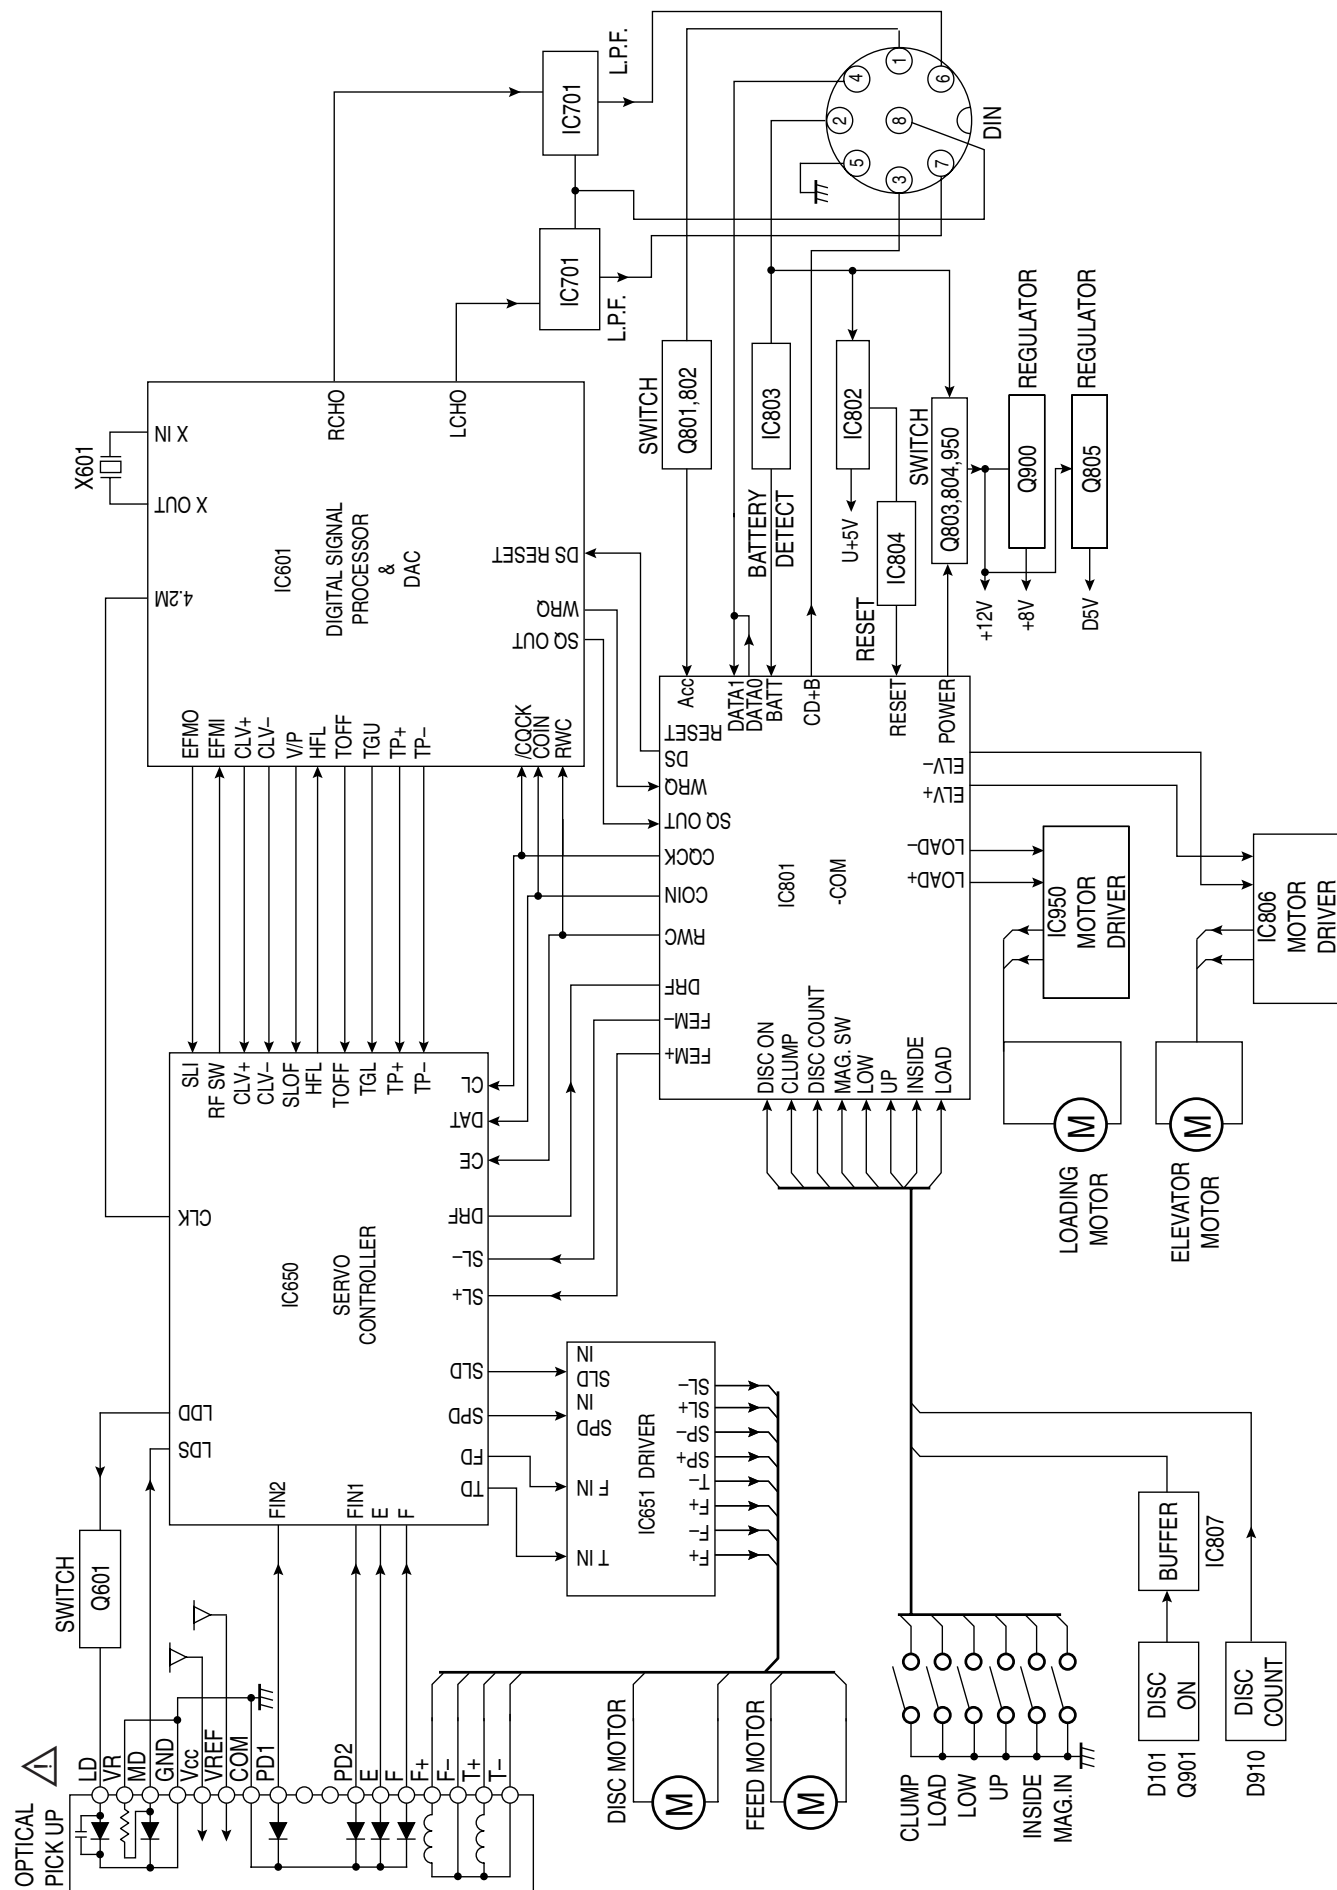 OPTICAL
PICK UP
LD
VR
MD
GND
Vcc
VREF
COM
PD1
PD2
E
F
F+
F−
T+
T−
SWITCH
Q601
LDD
LDS
FIN2
FIN1
E
F
CLK
IC650
SERVO
CONTROLLER
SLI
RF SW
CLV+
CLV−
SLOF
HFL
TOFF
TGL
TP+
TP−
CL
DAT
CE
DRF
SL−
SL+
SLD
SPD
FD
TD
X601
X OUT
X IN
4.2M
IC601
DIGITAL SIGNAL
PROCESSOR
&
DAC
RCHO
LCHO
EFMO
EFMI
CLV+
CLV−
V/P
HFL
TOFF
TGU
TP+
TP−
/CQCK
COIN
RWC
DS RESET
WRQ
SQ OUT
IC701
L.P.F.
IC701
L.P.F.
1
2
3
4
5
6
7
8
DIN
SLD
IN
SPD
IN
F IN
T IN
IC651 DRIVER
SL−
SL+
SP−
SP+
T−
F+
F−
F+
DISC MOTOR
M
FEED MOTOR
M
IC801
-COM
DS
RESET
WRQ
SQ OUT
CQCK
COIN
RWC
DRF
FEM−
FEM+
Acc
DATA1
DATA0
BATT
CD+B
RESET
POWER
ELV−
ELV+
LOAD−
LOAD+
DISC ON
CLUMP
DISC COUNT
MAG. SW
LOW
UP
INSIDE
LOAD
SWITCH
Q801,802
BATTERY
DETECT
IC803
U+5V
IC802
RESET
IC804
SWITCH
Q803,804,950
+12V
+8V
Q900
REGULATOR
D5V
Q805
REGULATOR
IC950
MOTOR
DRIVER
IC806
MOTOR
DRIVER
LOADING
MOTOR
M
ELEVATOR
MOTOR
M
CLUMP
LOAD
LOW
UP
INSIDE
MAG.IN
D101
Q901
DISC
ON
BUFFER
IC807
D910
DISC
COUNT